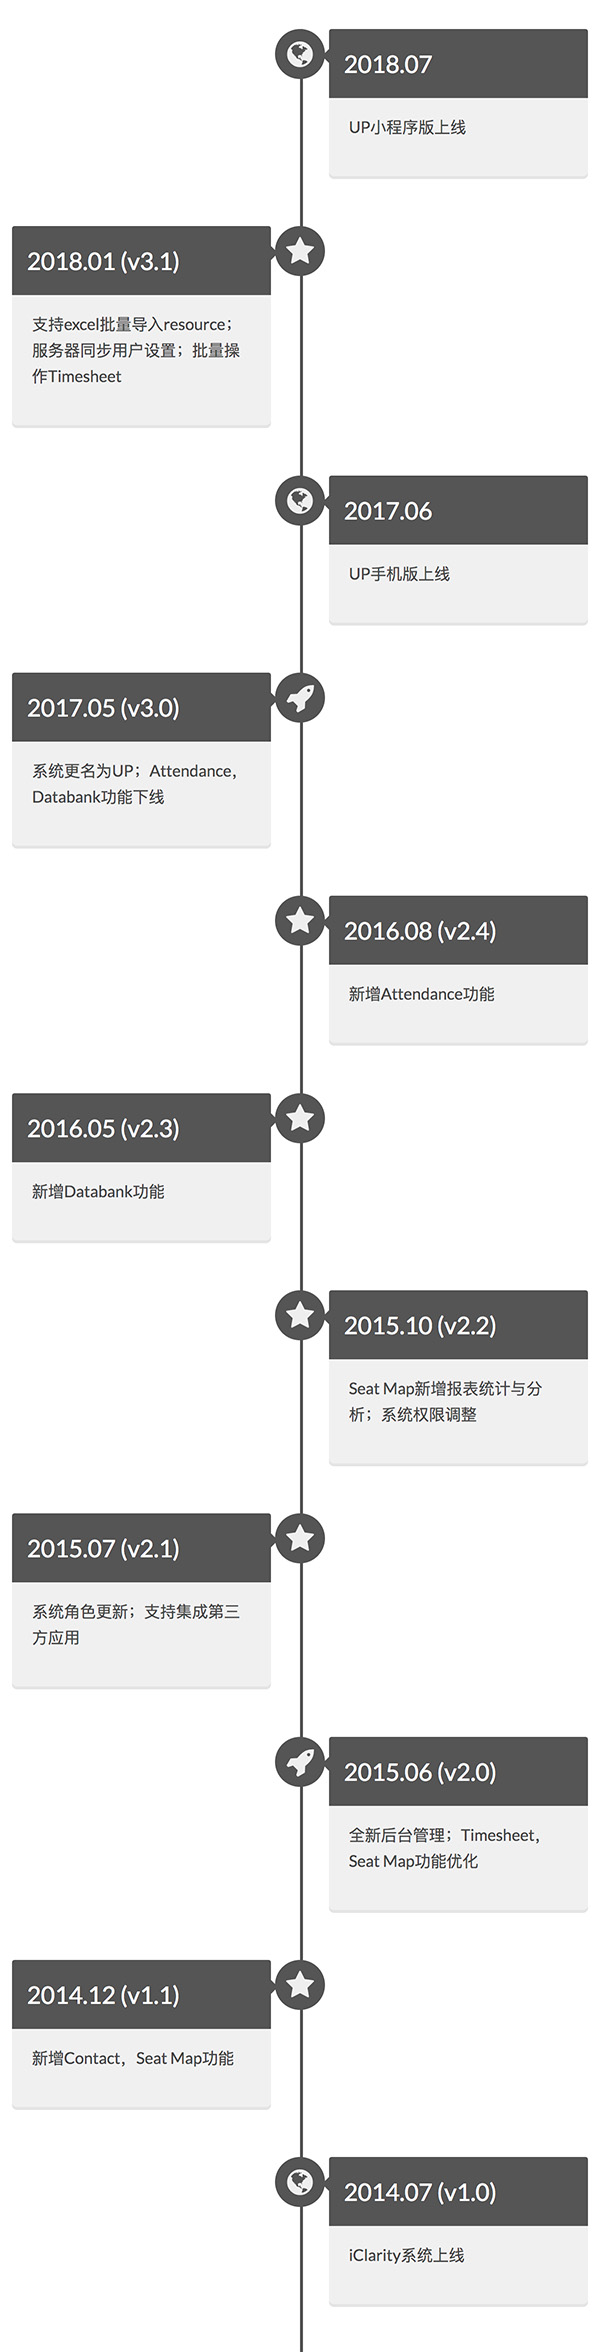 2018.07
UP小程序版上线
2018.01 (v3.1)
支持excel批量导入resource；
服务器同步用户设置；批量操
作Timesheet
2017.06
UP手机版上线
2017.05 (v3.0)
系统更名为UP；Attendance，
Databank功能下线
2016.08 (v2.4)
新增Attendance功能
2016.05 (v2.3)
新增Databank功能
2015.10 (v2.2)
Seat Map新增报表统计与分
析；系统权限调整
2015.07 (v2.1)
系统角色更新；支持集成第三
方应用
2015.06 (v2.0)
全新后台管理；Timesheet，
Seat Map功能优化
2014.12 (v1.1)
新增Contact，Seat Map功能
2014.07 (v1.0)
iClarity系统上线